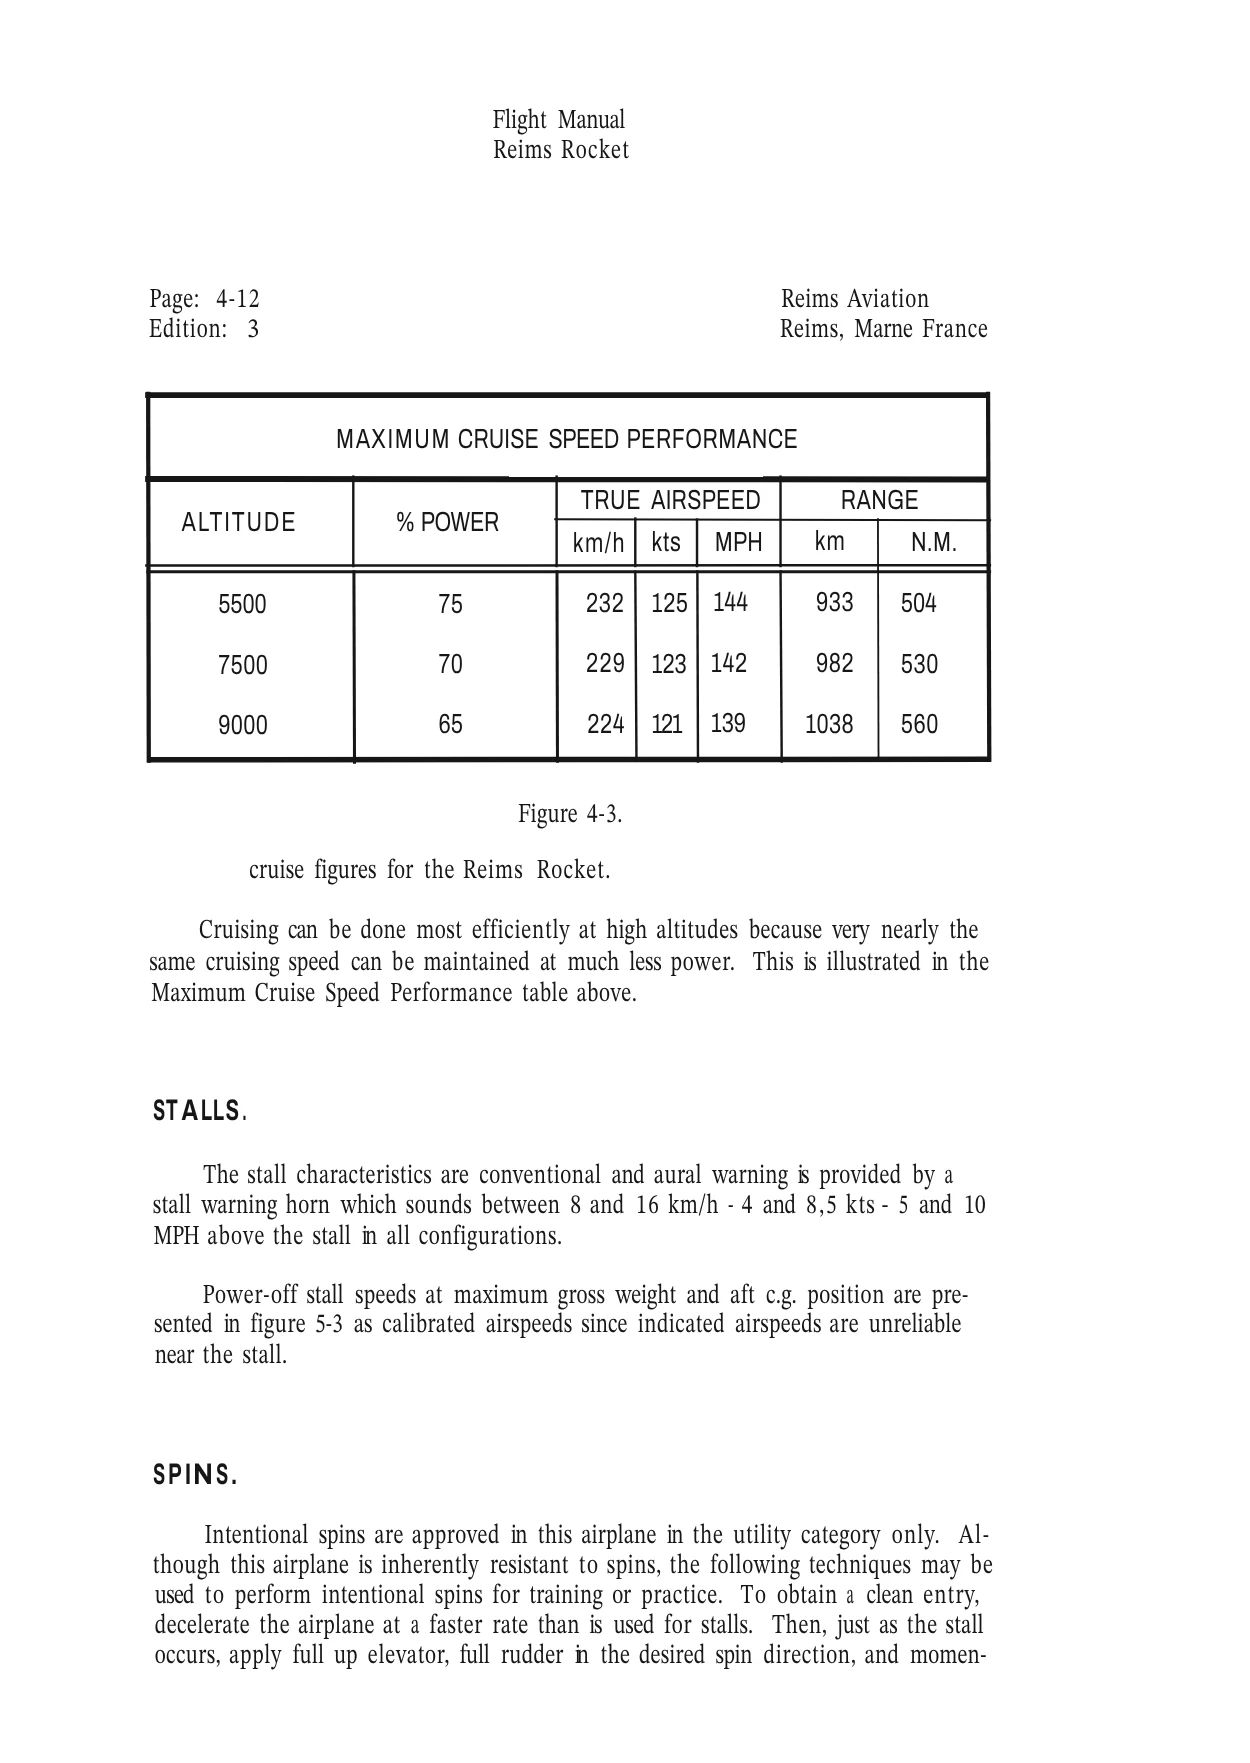 Flight Manual
Reims Rocket
Page: 4-12
Edition: 3
Reims Aviation
Reims, Marne France
MAXIMUM CRUISE SPEED PERFORMANCE
ALTITUDE % POWER TRUE AIRSPEED RANGE
km/h kts MPH km N.M.
5500 75 232 125 144 933 504
7500 70 229 123 142 982 530
9000 65 224 121 139 1038 560
Figure 4-3.
cruise figures for the Reims Rocket.
Cruising can be done most efficiently at high altitudes because very nearly the
same cruising speed can be maintained at much less power. This is illustrated in the
Maximum Cruise Speed Performance table above.
STALLS.
The stall characteristics are conventional and aural warning is provided by a
stall warning horn which sounds between 8 and 16 km/h - 4 and 8,5 kts - 5 and 10
MPH above the stall in all configurations.
Power-off stall speeds at maximum gross weight and aft c.g. position are pre-
sented in figure 5-3 as calibrated airspeeds since indicated airspeeds are unreliable
near the stall.
SPINS.
Intentional spins are approved in this airplane in the utility category only. Al-
though this airplane is inherently resistant to spins, the following techniques may be
used to perform intentional spins for training or practice. To obtain a clean entry,
decelerate the airplane at a faster rate than is used for stalls. Then, just as the stall
occurs, apply full up elevator, full rudder in the desired spin direction, and momen-